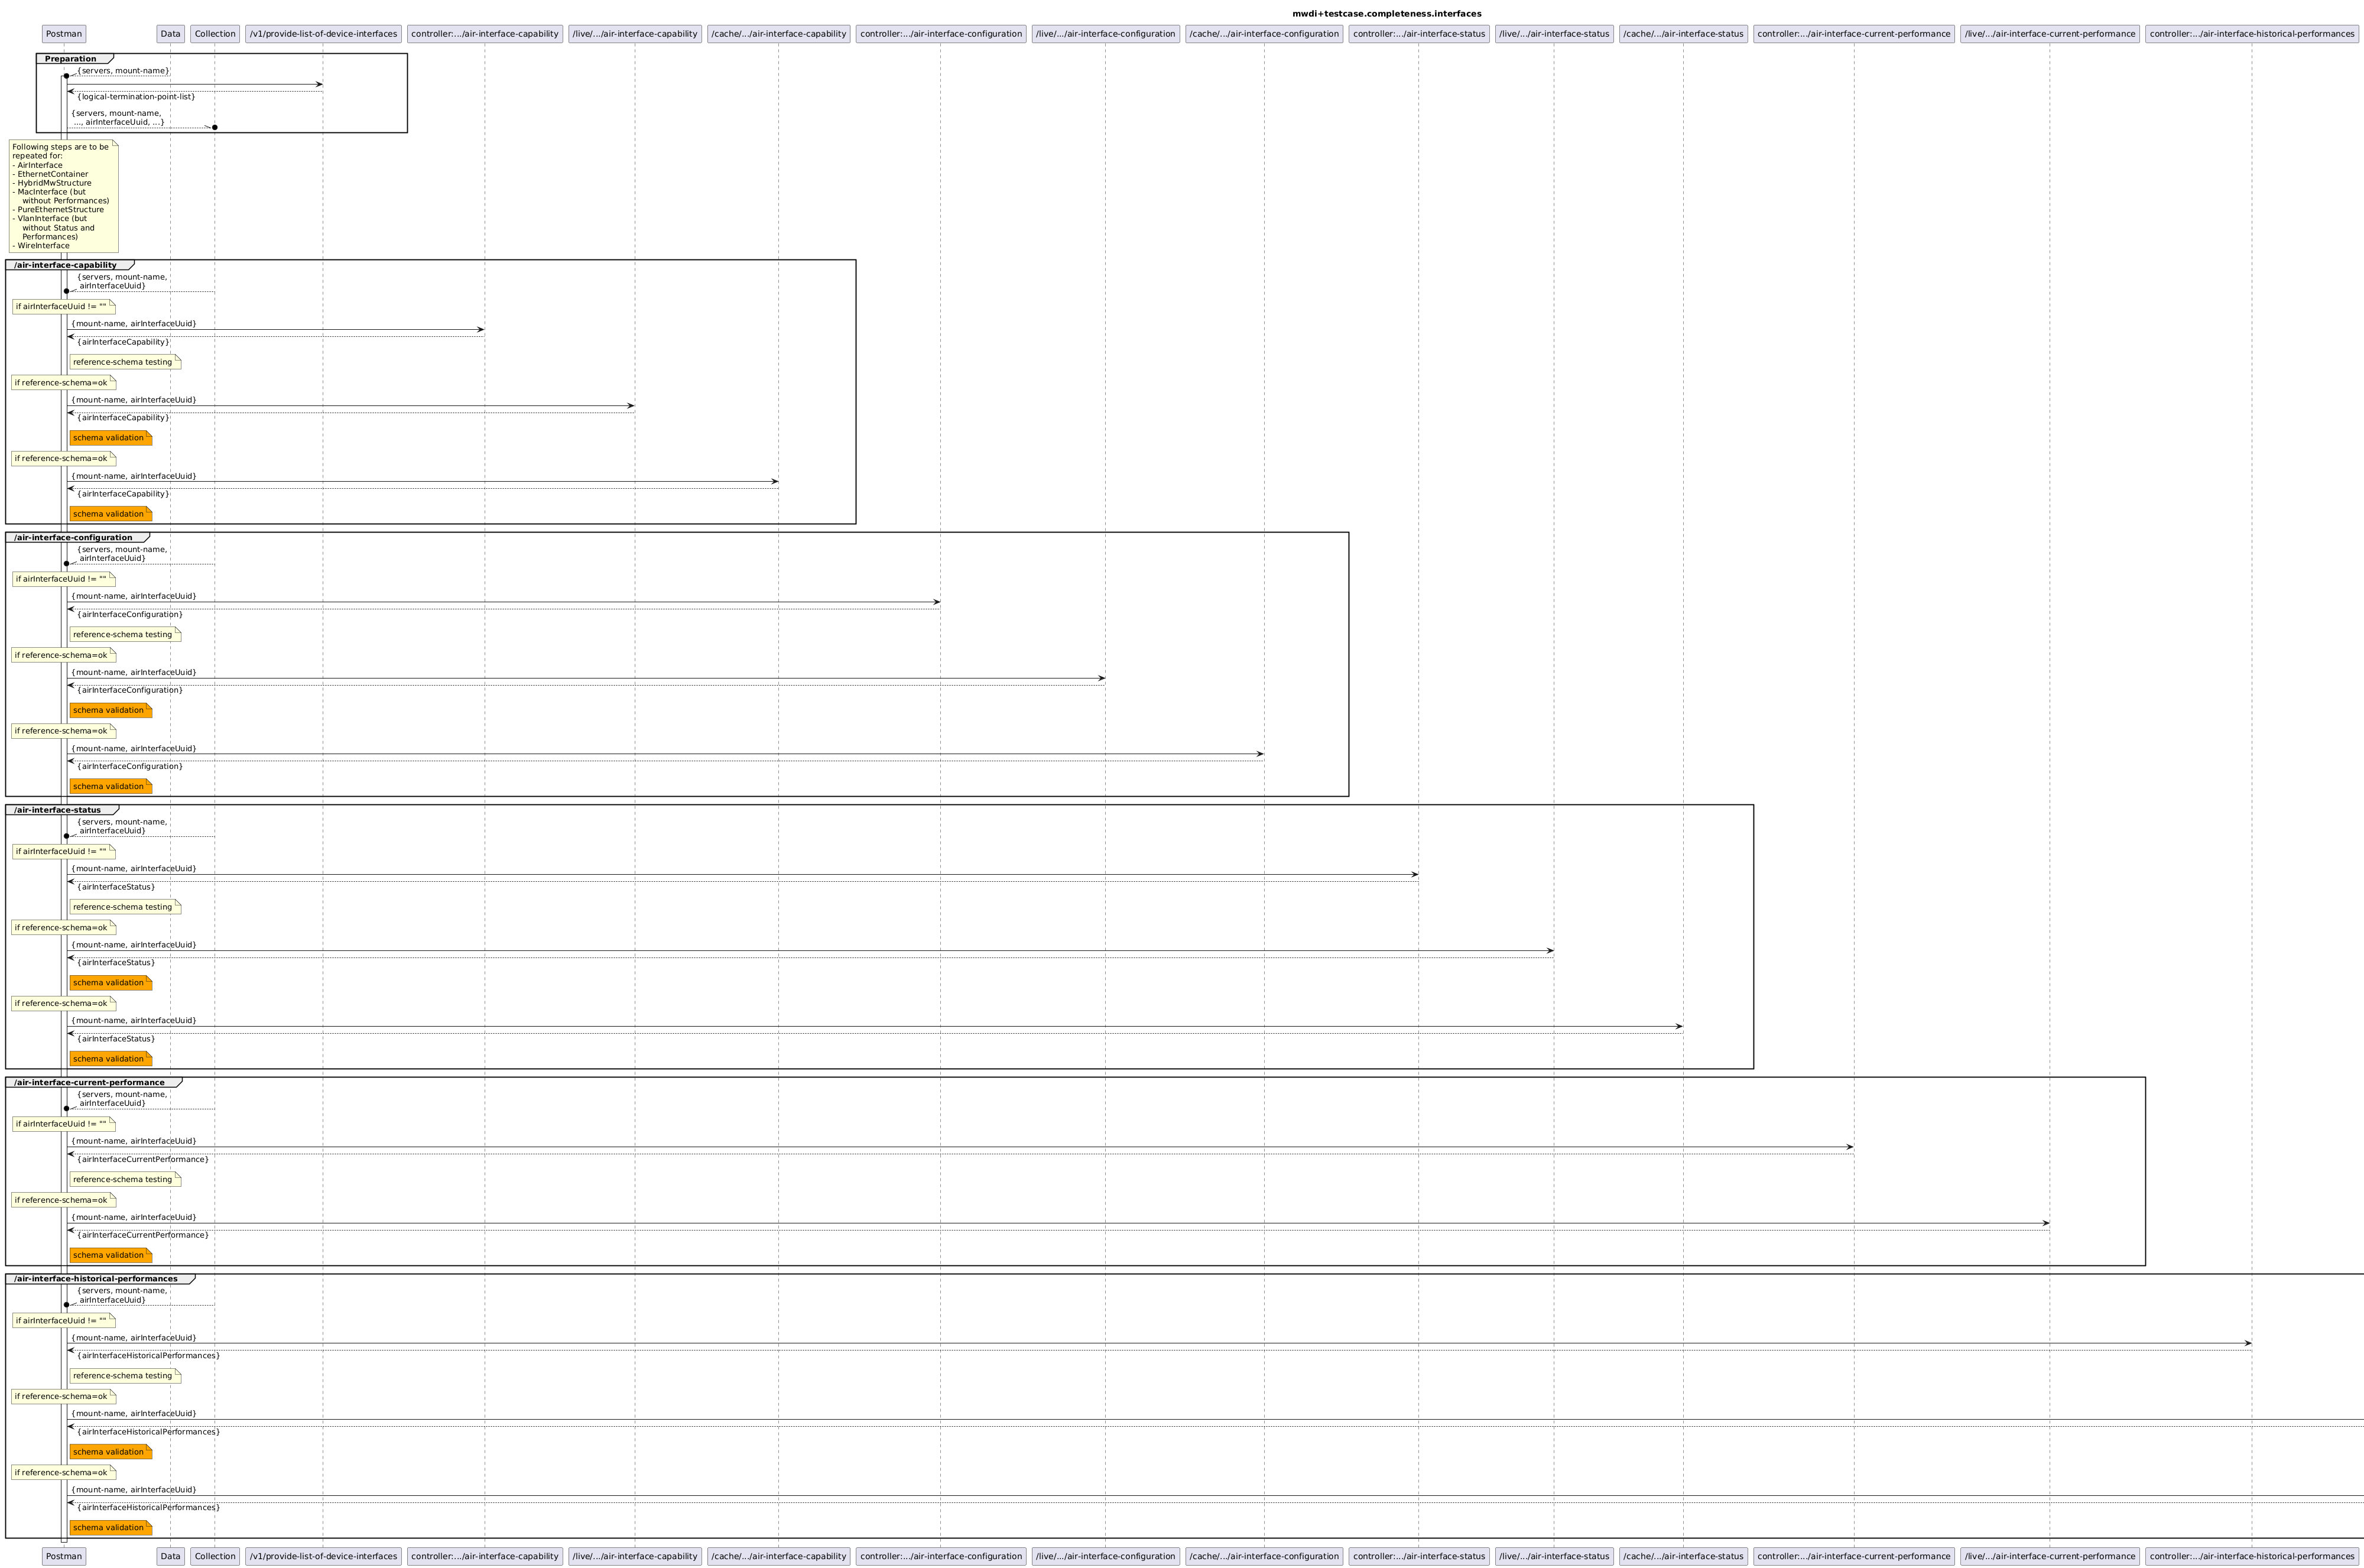 mwdi+testcase.completeness.interfaces
Postman
Data
Collection
/v1/provide-list-of-device-interfaces
controller:.../air-interface-capability
/live/.../air-interface-capability
/cache/.../air-interface-capability
controller:.../air-interface-configuration
/live/.../air-interface-configuration
/cache/.../air-interface-configuration
controller:.../air-interface-status
/live/.../air-interface-status
/cache/.../air-interface-status
controller:.../air-interface-current-performance
/live/.../air-interface-current-performance
controller:.../air-interface-historical-performances
Preparation
{servers, mount-name}
{logical-termination-point-list}
{servers, mount-name,
..., airInterfaceUuid, ...}
Following steps are to be
repeated for:
- AirInterface
- EthernetContainer
- HybridMwStructure
- MacInterface (but
without Performances)
- PureEthernetStructure
- VlanInterface (but
without Status and
Performances)
- WireInterface
/air-interface-capability
{servers, mount-name,
airInterfaceUuid}
if airInterfaceUuid != ""
{mount-name, airInterfaceUuid}
{airInterfaceCapability}
reference-schema testing
if reference-schema=ok
{mount-name, airInterfaceUuid}
{airInterfaceCapability}
schema validation
if reference-schema=ok
{mount-name, airInterfaceUuid}
{airInterfaceCapability}
schema validation
/air-interface-configuration
{servers, mount-name,
airInterfaceUuid}
if airInterfaceUuid != ""
{mount-name, airInterfaceUuid}
{airInterfaceConfiguration}
reference-schema testing
if reference-schema=ok
{mount-name, airInterfaceUuid}
{airInterfaceConfiguration}
schema validation
if reference-schema=ok
{mount-name, airInterfaceUuid}
{airInterfaceConfiguration}
schema validation
/air-interface-status
{servers, mount-name,
airInterfaceUuid}
if airInterfaceUuid != ""
{mount-name, airInterfaceUuid}
{airInterfaceStatus}
reference-schema testing
if reference-schema=ok
{mount-name, airInterfaceUuid}
{airInterfaceStatus}
schema validation
if reference-schema=ok
{mount-name, airInterfaceUuid}
{airInterfaceStatus}
schema validation
/air-interface-current-performance
{servers, mount-name,
airInterfaceUuid}
if airInterfaceUuid != ""
{mount-name, airInterfaceUuid}
{airInterfaceCurrentPerformance}
reference-schema testing
if reference-schema=ok
{mount-name, airInterfaceUuid}
{airInterfaceCurrentPerformance}
schema validation
/air-interface-historical-performances
{servers, mount-name,
airInterfaceUuid}
if airInterfaceUuid != ""
{mount-name, airInterfaceUuid}
{airInterfaceHistoricalPerformances}
reference-schema testing
if reference-schema=ok
{mount-name, airInterfaceUuid}
{airInterfaceHistoricalPerformances}
schema validation
if reference-schema=ok
{mount-name, airInterfaceUuid}
{airInterfaceHistoricalPerformances}
schema validation
Postman
Data
Collection
/v1/provide-list-of-device-interfaces
controller:.../air-interface-capability
/live/.../air-interface-capability
/cache/.../air-interface-capability
controller:.../air-interface-configuration
/live/.../air-interface-configuration
/cache/.../air-interface-configuration
controller:.../air-interface-status
/live/.../air-interface-status
/cache/.../air-interface-status
controller:.../air-interface-current-performance
/live/.../air-interface-current-performance
controller:.../air-interface-historical-performances